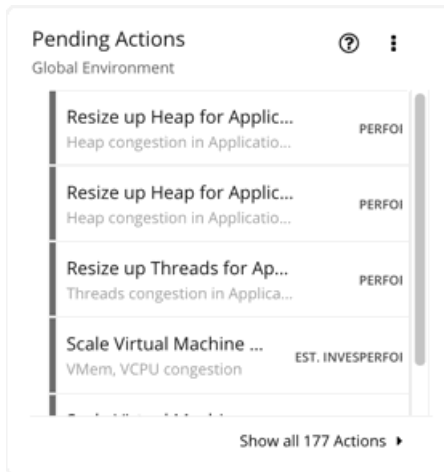 Pending Actions
Global Environment
Resize up Heap for Applic...
Heap congestion in Applicatio...
PERFOI
Resize up Heap for Applic...
Heap congestion in Applicatio...
PERFOI
Resize up Threads for Ap...
Threads congestion in Applica...
PERFOI
Scale Virtual Machine ...
VMem, VCPU congestion
EST. INVESPERFOI
Show all 177 Actions